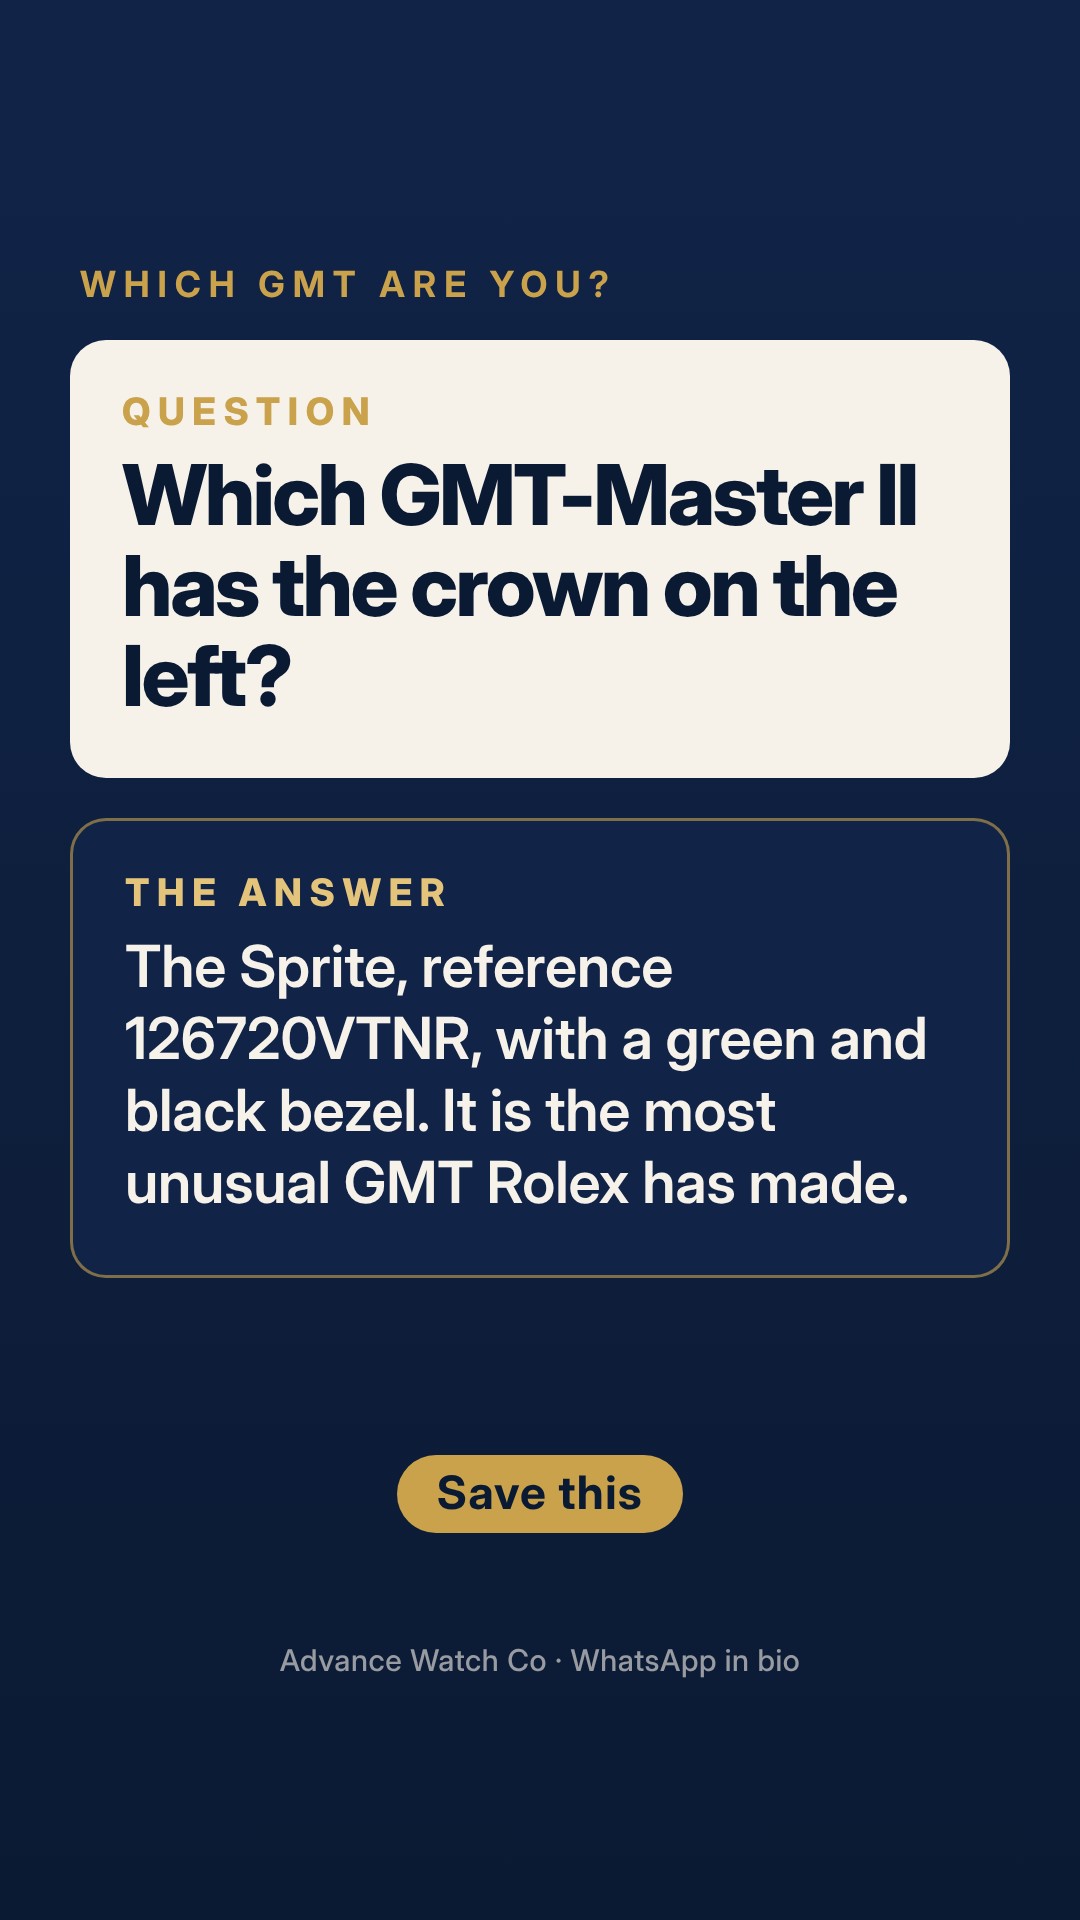 WHICH GMT ARE YOU?
QUESTION
Which GMT-Master II
has the crown on the
left?
THE ANSWER
The Sprite, reference
126720VTNR, with a green and
black bezel. It is the most
unusual GMT Rolex has made.
Save this
Advance Watch Co · WhatsApp in bio